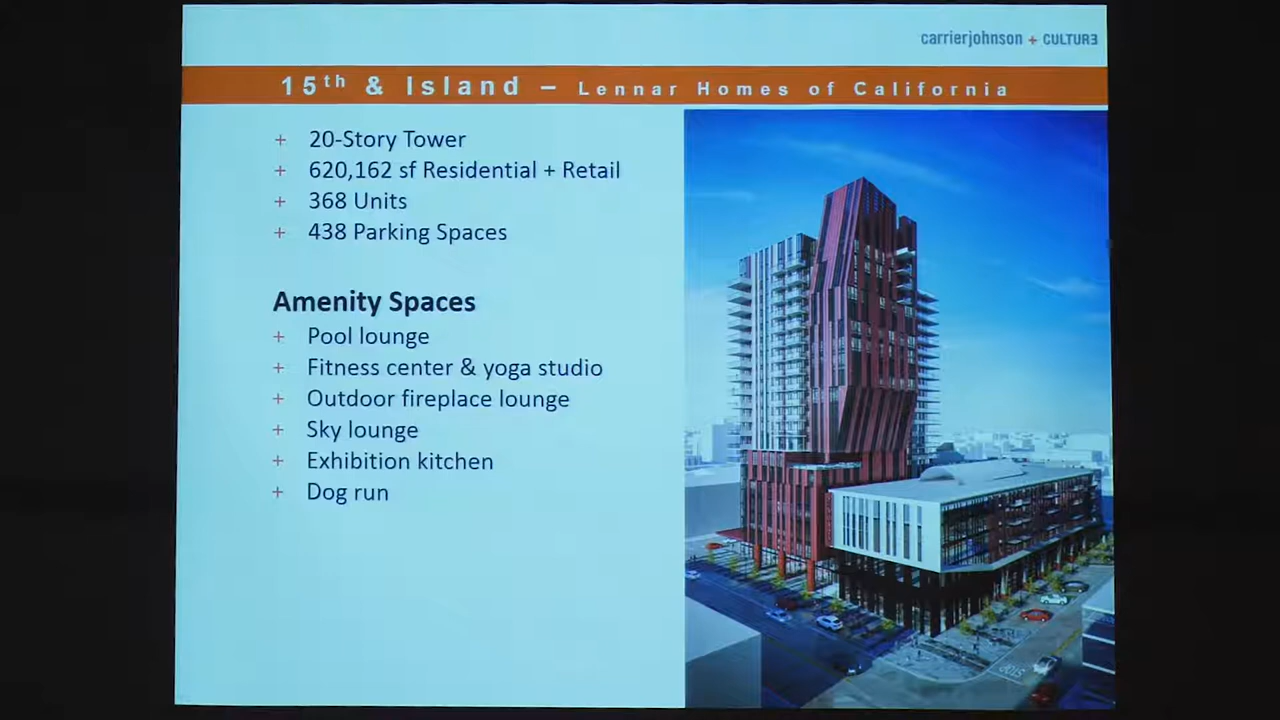 carrierjohnson + CULTUR3
15th & Island – Lennar Homes of California
+ 20-Story Tower
+ 620,162 sf Residential + Retail
+ 368 Units
+ 438 Parking Spaces
Amenity Spaces
+ Pool lounge
+ Fitness center & yoga studio
+ Outdoor fireplace lounge
+ Sky lounge
+ Exhibition kitchen
+ Dog run